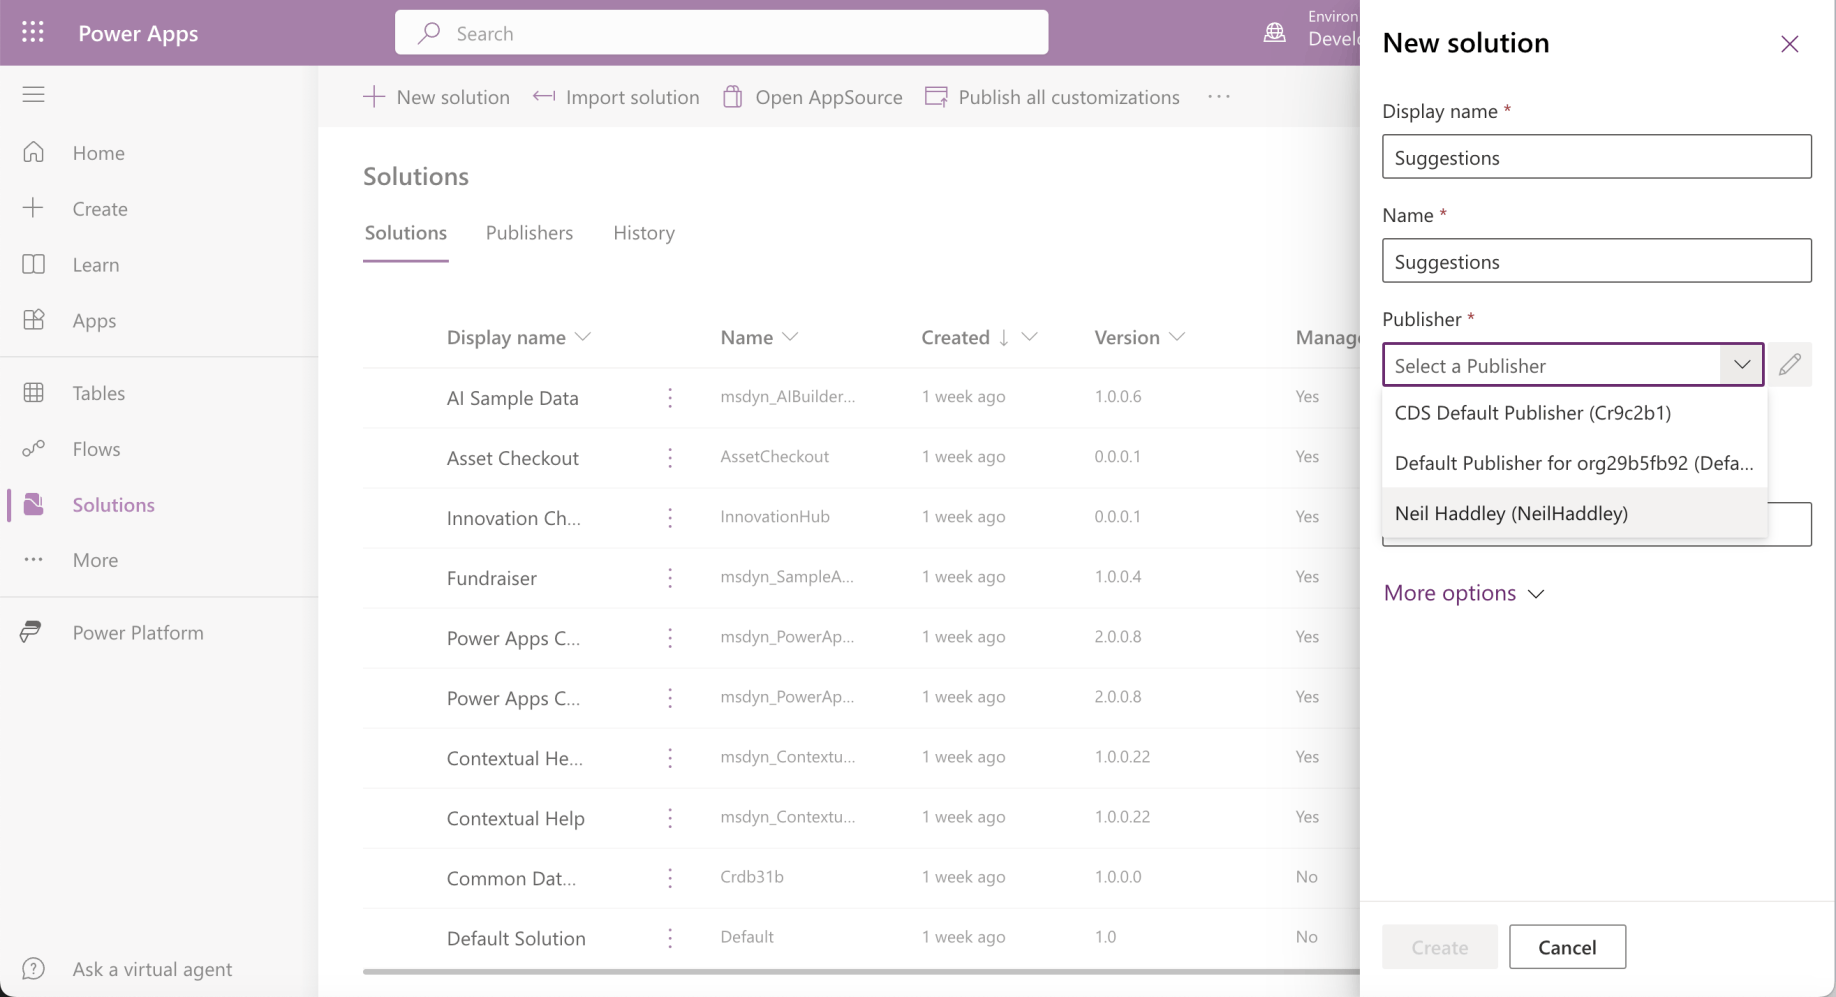 Power Apps
Search
Environ
Develo
New solution
Import solution
Open AppSource
Publish all customizations
Home
Create
Learn
Apps
Tables
Flows
Solutions
More
Power Platform
Ask a virtual agent
Solutions
Solutions Publishers History
Display name Name Created Version Manage
AI Sample Data msdyn_AIBuilder... 1 week ago 1.0.0.6 Yes
Asset Checkout AssetCheckout 1 week ago 0.0.0.1 Yes
Innovation Ch... InnovationHub 1 week ago 0.0.0.1 Yes
Fundraiser msdyn_SampleA... 1 week ago 1.0.0.4 Yes
Power Apps C... msdyn_PowerAp... 1 week ago 2.0.0.8 Yes
Power Apps C... msdyn_PowerAp... 1 week ago 2.0.0.8 Yes
Contextual He... msdyn_Contextu... 1 week ago 1.0.0.22 Yes
Contextual Help msdyn_Contextu... 1 week ago 1.0.0.22 Yes
Common Dat... Crdb31b 1 week ago 1.0.0.0 No
Default Solution Default 1 week ago 1.0 No
New solution
Display name *
Suggestions
Name *
Suggestions
Publisher *
Select a Publisher
CDS Default Publisher (Cr9c2b1)
Default Publisher for org29b5fb92 (Defa...
Neil Haddley (NeilHaddley)
More options
Create
Cancel